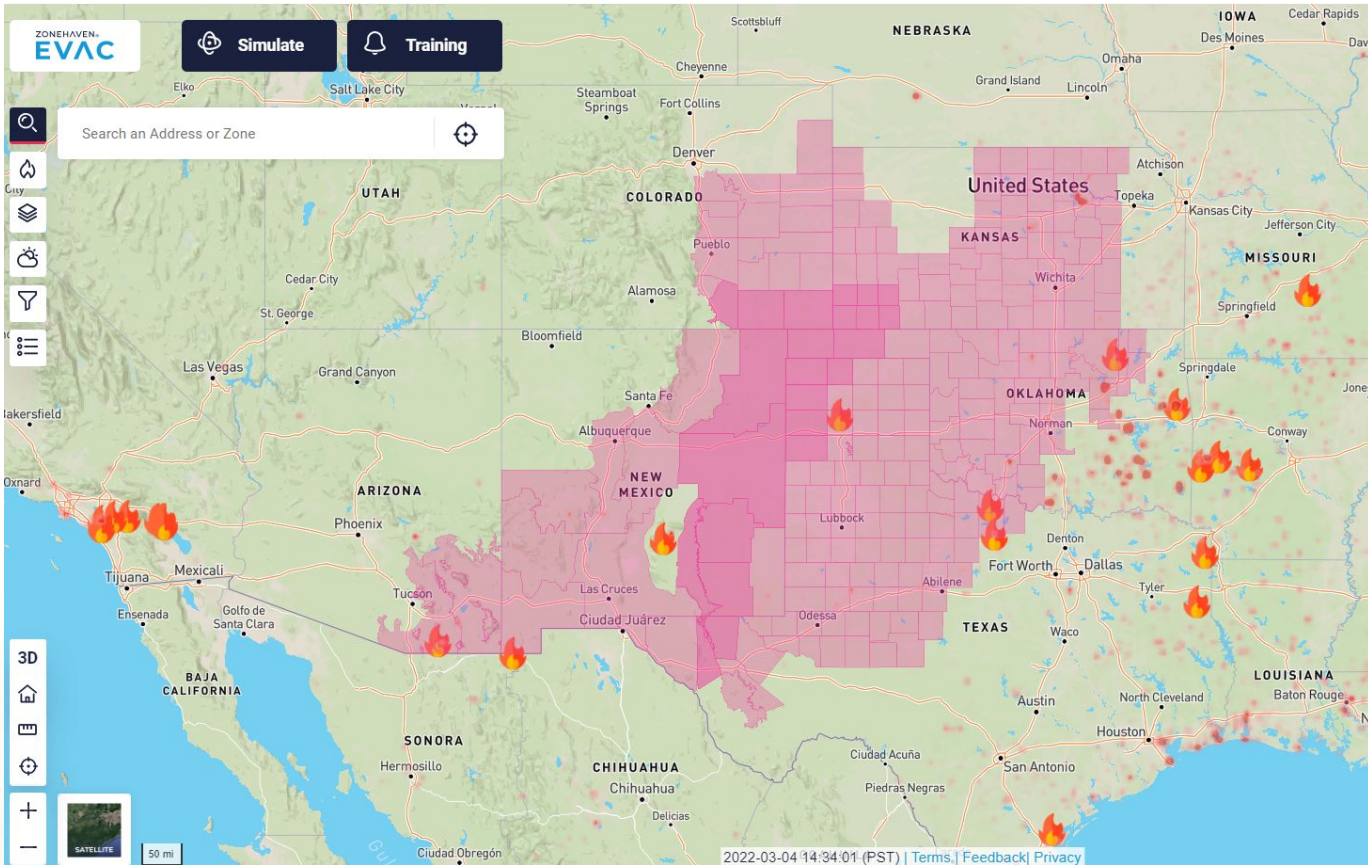 ZONEHAVEN
EVAC
Simulate
Training
Search an Address or Zone
Scottsbluff
NEBRASKA
IOWA
Cedar Rapids
Des Moines
Omaha
Cheyenne
Elko
Salt Lake City
Steamboat
Springs
Fort Collins
Grand Island
Lincoln
Denver
Atchison
UTAH
COLORADO
United States
Topeka
Kansas City
Jefferson City
KANSAS
Pueblo
MISSOURI
Cedar City
Alamosa
Wichita
St. George
Springfield
Bloomfield
Las Vegas
Grand Canyon
Springdale
Santa Fe
OKLAHOMA
Bakersfield
Albuquerque
Norman
Conway
Oxnard
ARIZONA
NEW
MEXICO
Phoenix
Lubbock
Denton
Fort Worth
Dallas
Tijuana
Mexicali
Tucson
Las Cruces
Abilene
Tyler
Ensenada
Golfo de
Santa Clara
Ciudad Juárez
Odessa
TEXAS
Waco
3D
BAJA
CALIFORNIA
LOUISIANA
Baton Rouge
Austin
North Cleveland
SONORA
Houston
Hermosillo
CHIHUAHUA
Ciudad Acuña
San Antonio
Chihuahua
Piedras Negras
Delicias
SATELLITE
50 mi
Ciudad Obregón
2022-03-04 14:34:01 (PST) | Terms | Feedback| Privacy